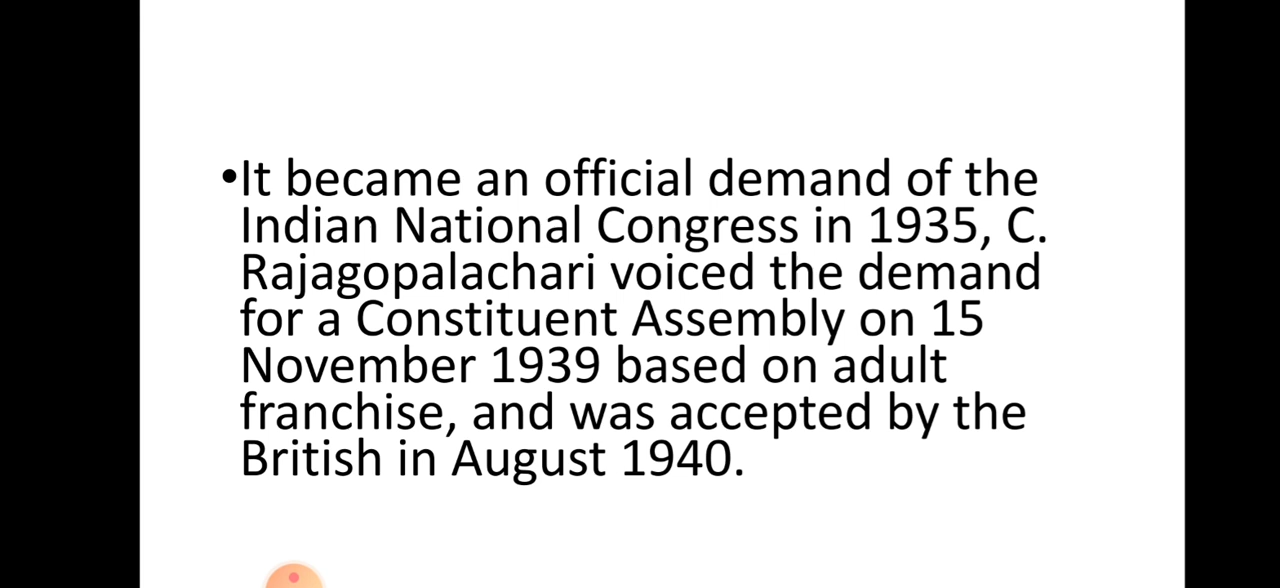 •It became an official demand of the
Indian National Congress in 1935, C.
Rajagopalachari voiced the demand
for a Constituent Assembly on 15
November 1939 based on adult
franchise, and was accepted by the
British in August 1940.